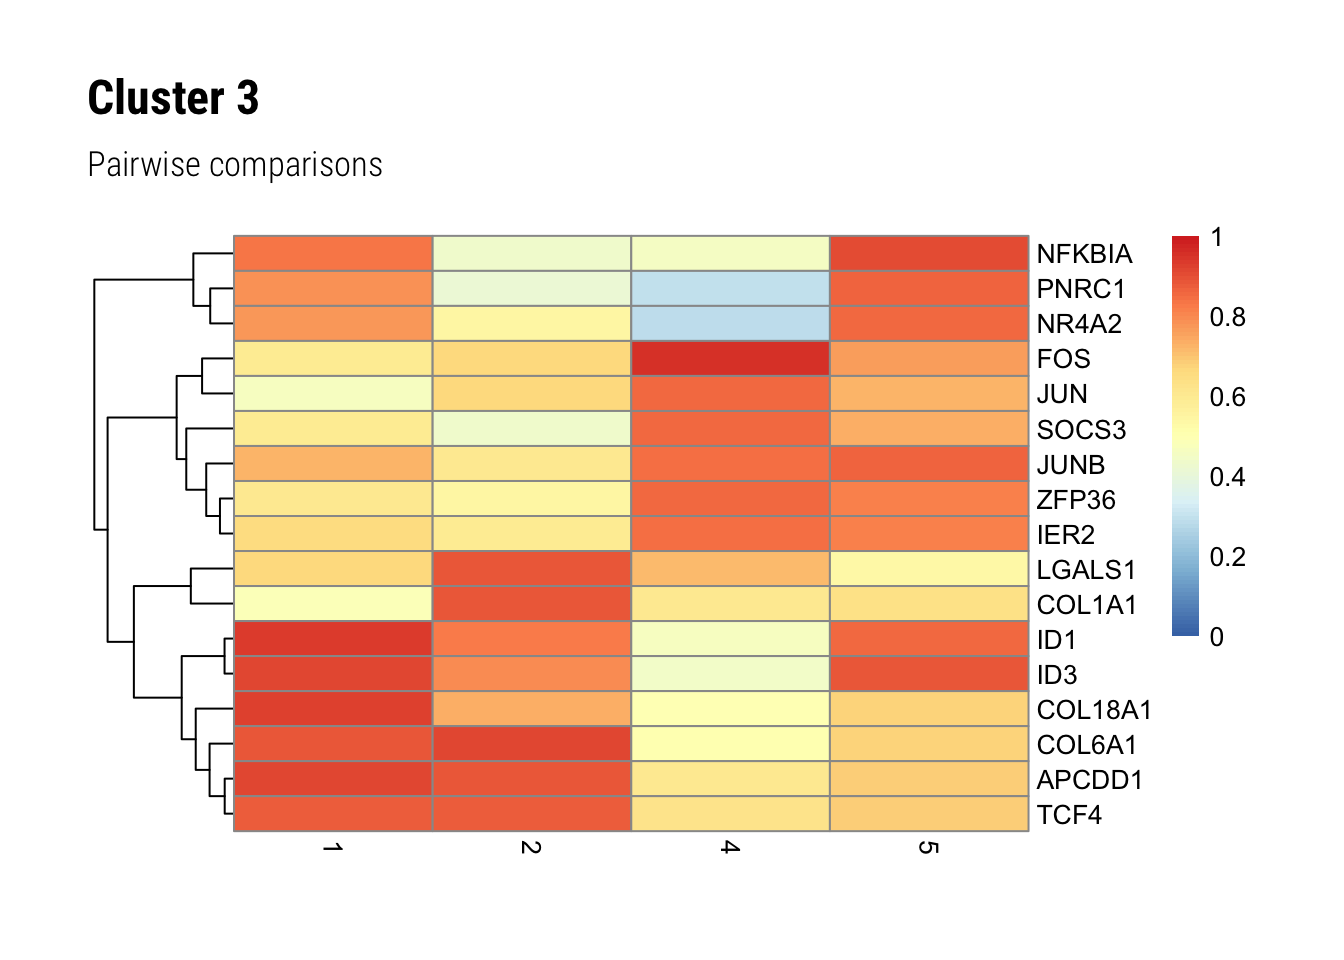 Cluster 3
Pairwise comparisons
NFKBIA
PNRC1
NR4A2
FOS
JUN
SOCS3
JUNB
ZFP36
IER2
LGALS1
COL1A1
ID1
ID3
COL18A1
COL6A1
APCDD1
TCF4
1
2
4
5
1
0.8
0.6
0.4
0.2
0